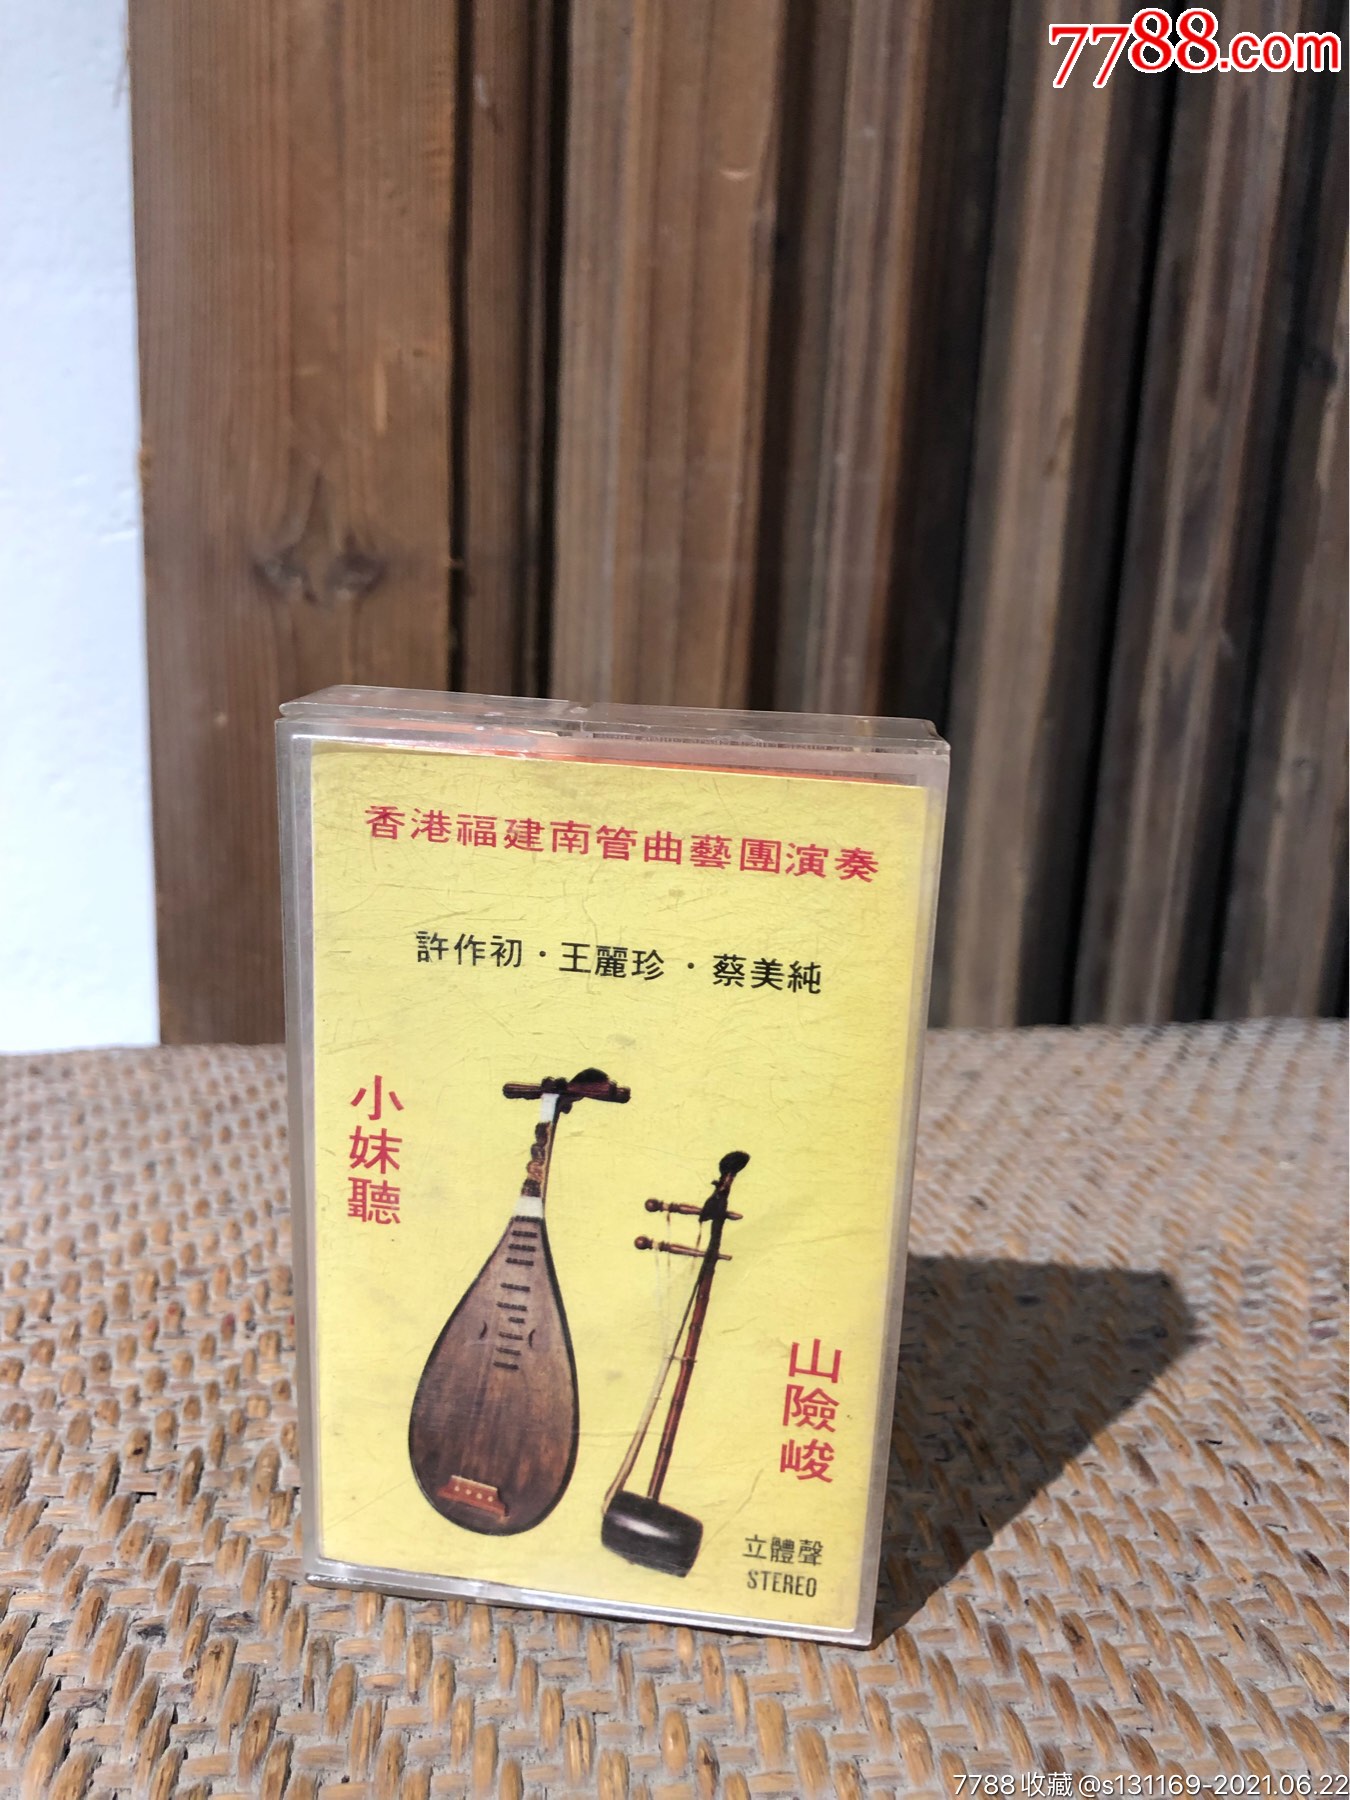 7788.com
香港福建南管曲藝團演奏
許作初·王麗珍·蔡美純
小妹聽
山險峻
立體聲
STEREO
7788收藏@s131169-2021.06.22